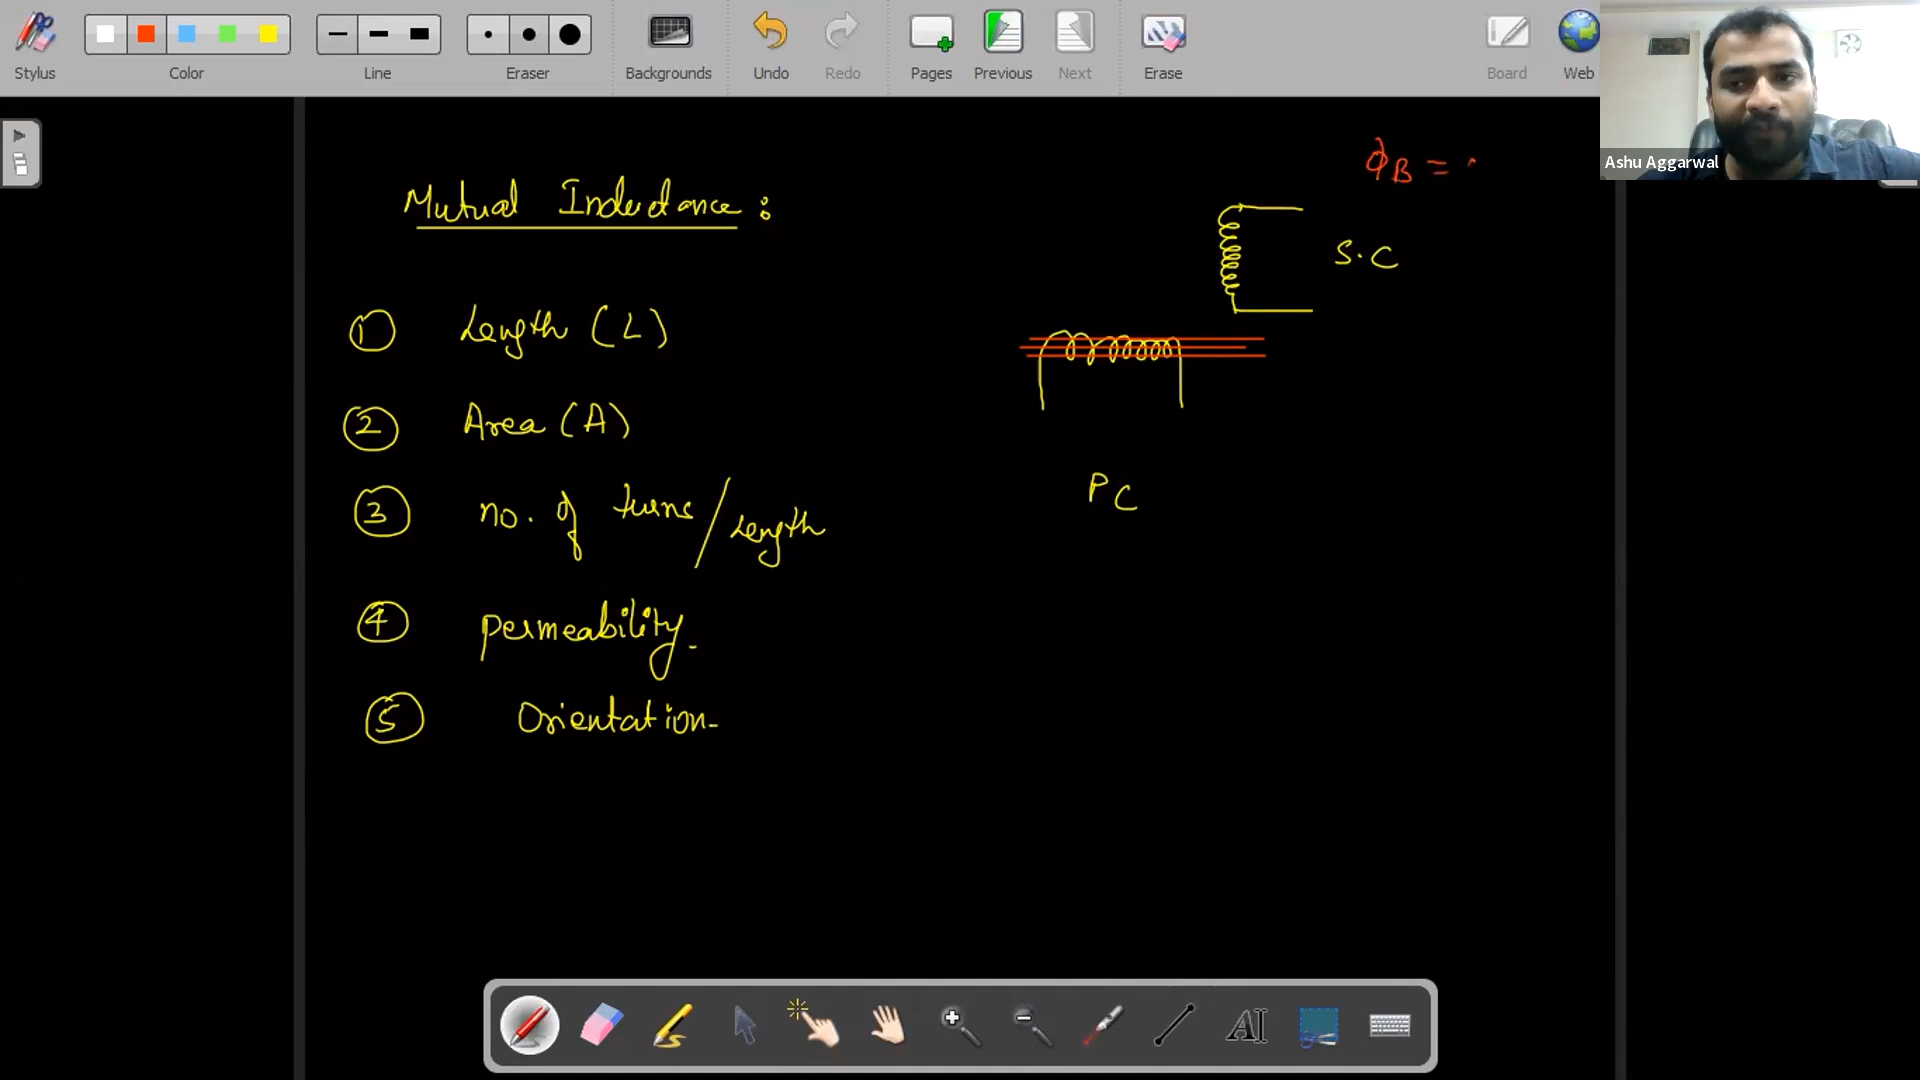 Stylus Color Line Eraser Backgrounds Undo Redo Pages Previous Next Erase Board Web
Ashu Aggarwal
Mutual Inductance :
ΦB =
S.C
① Length (L)
② Area (A)
③ no. of turns / Length
PC
④ Permeability.
⑤ Orientation-
AI